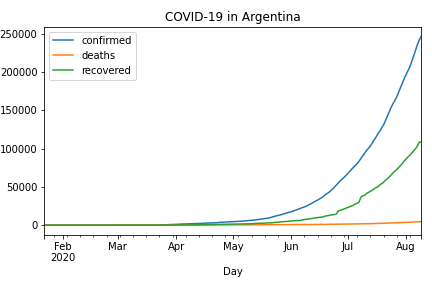 COVID-19 in Argentina
250000
200000
150000
100000
50000
0
confirmed
deaths
recovered
Feb Mar Apr May Jun Jul Aug
2020
Day